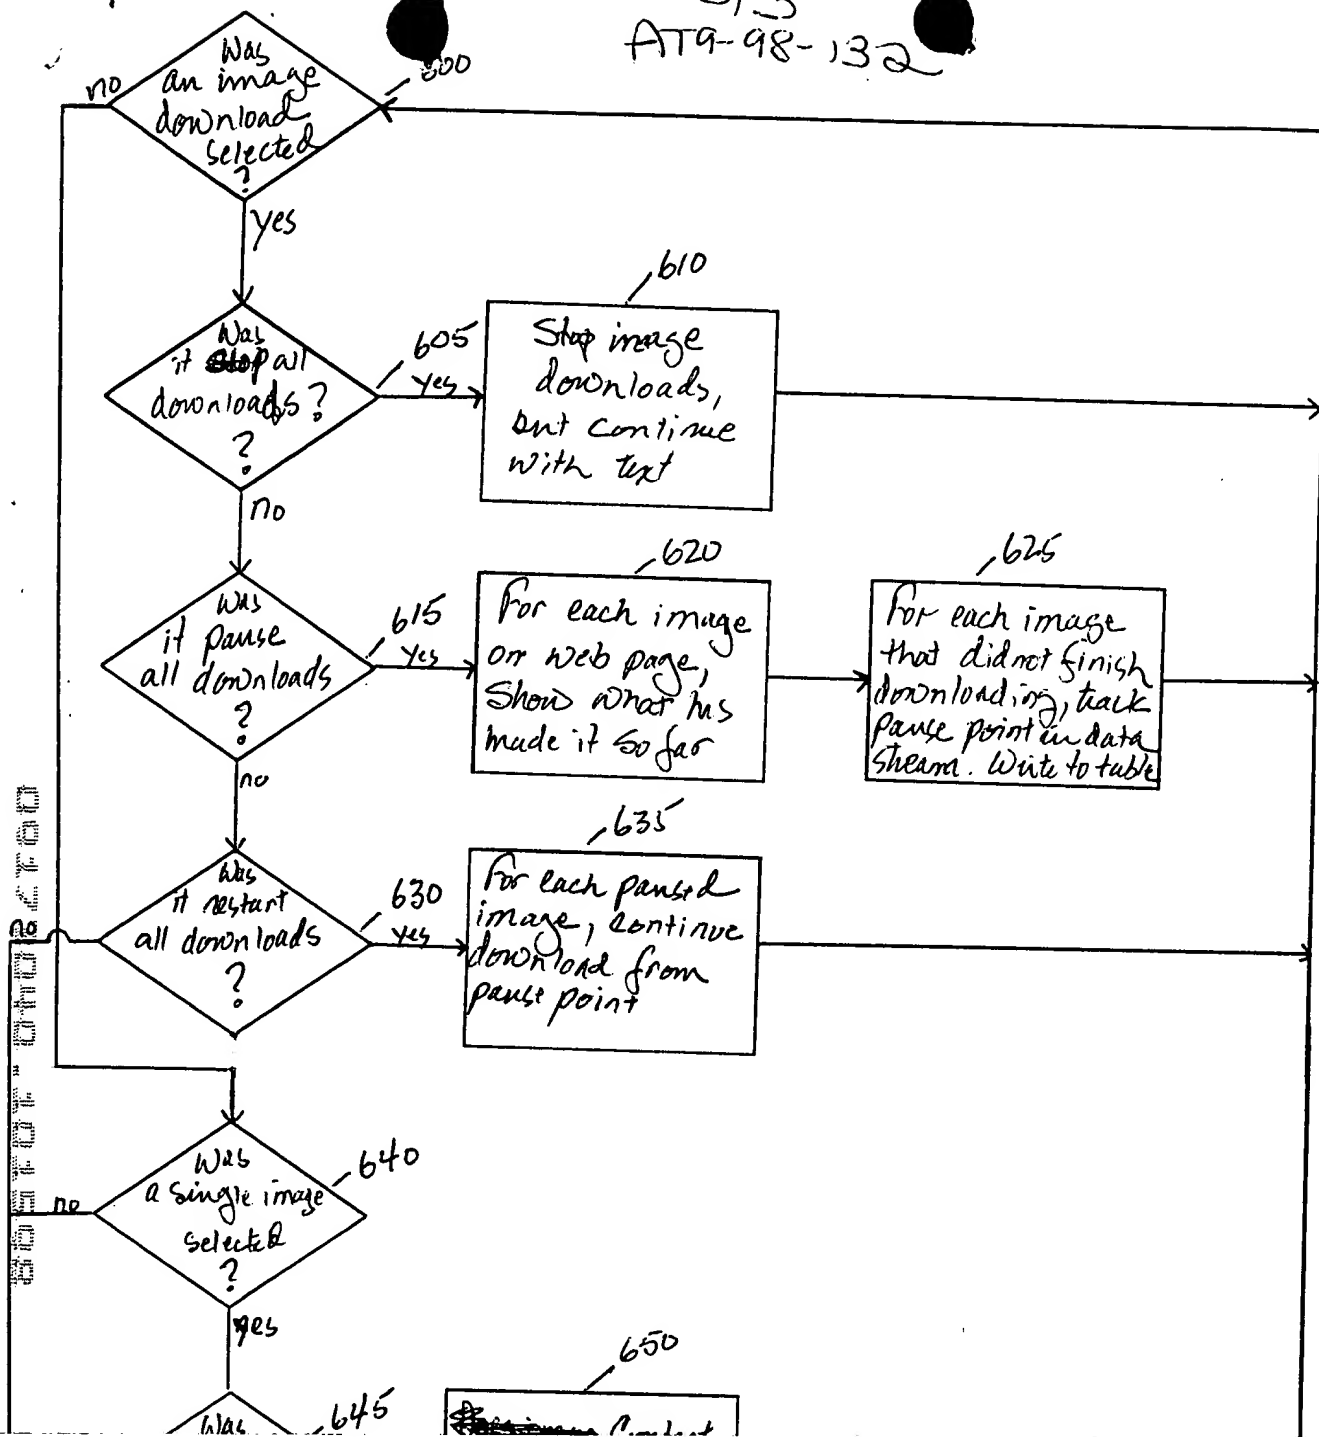 AT9-98-132
Was
an image
download
selected
?
no
600
yes
Was
it stop all
downloads?
?
605
yes
610
Stop image
downloads,
but continue
with text
no
Was
it pause
all downloads
?
615
yes
620
For each image
on web page,
Show what has
made it so far
625
For each image
that did not finish
downloading, track
pause point in data
stream. Write to table
no
Was
it restart
all downloads
?
630
yes
no
635
For each paused
image, continue
download from
pause point
Was
a single image
selected
?
640
no
yes
Was
645
650
Contact